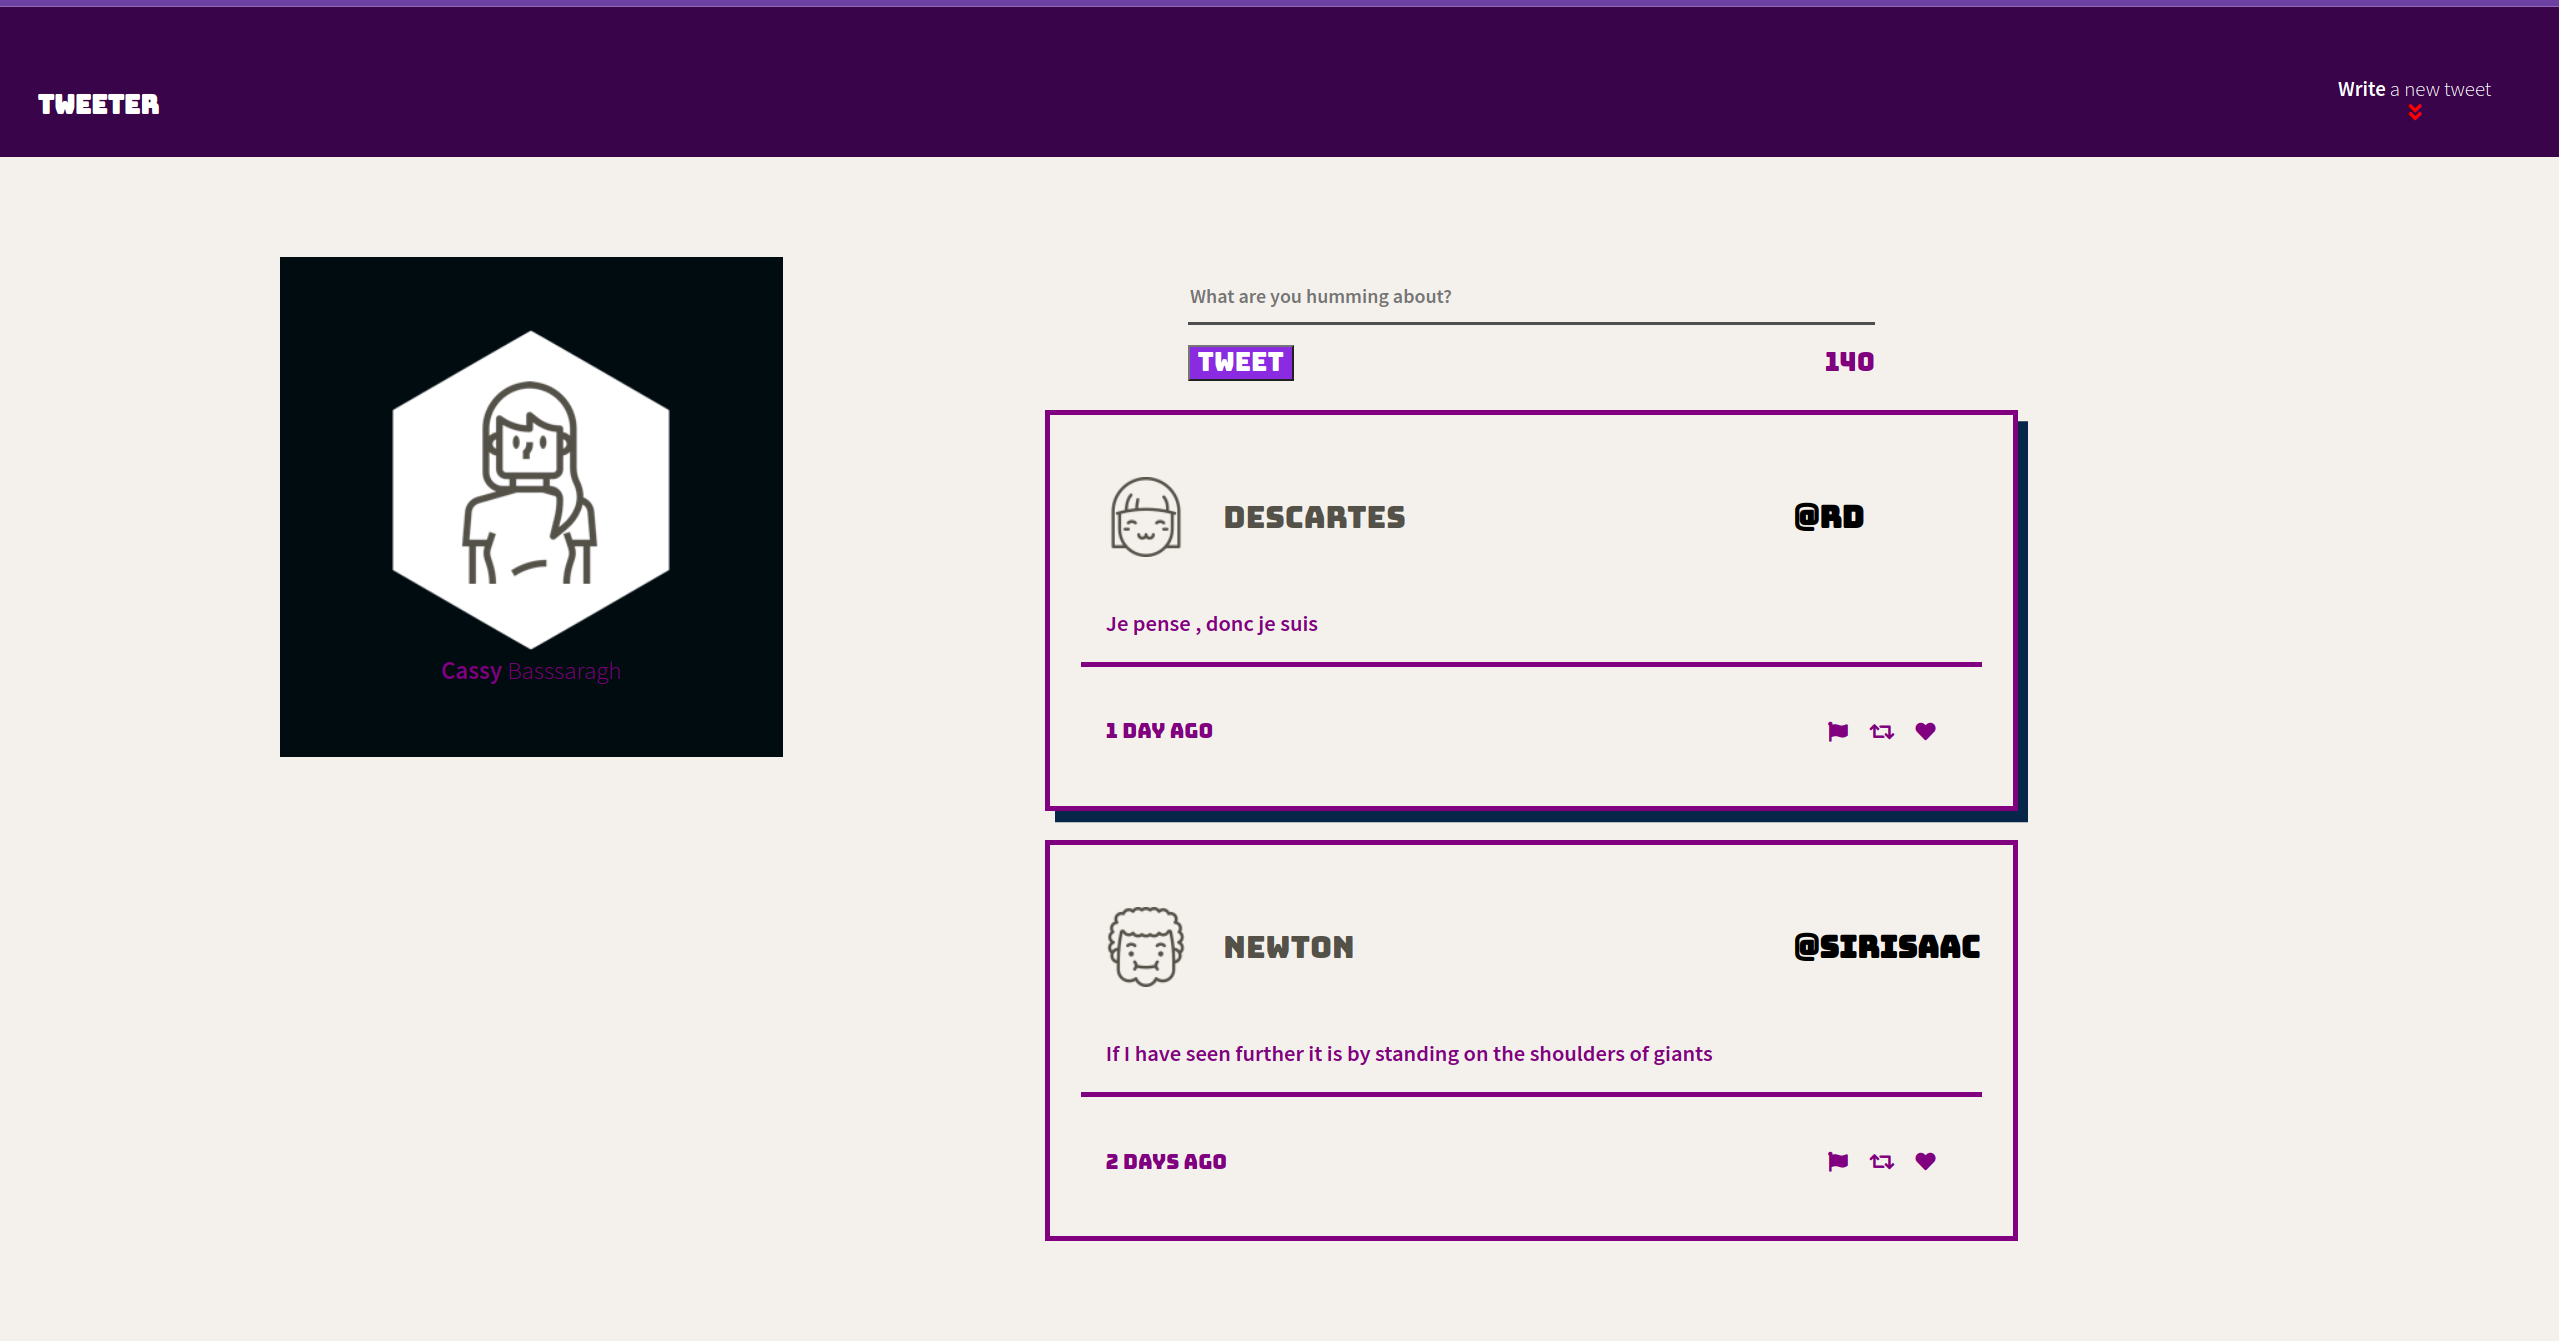 TWEETER
Write a new tweet
Cassy Basssaragh
What are you humming about?
TWEET
140
DESCARTES
@RD
Je pense , donc je suis
1 DAY AGO
NEWTON
@SIRISAAC
If I have seen further it is by standing on the shoulders of giants
2 DAYS AGO